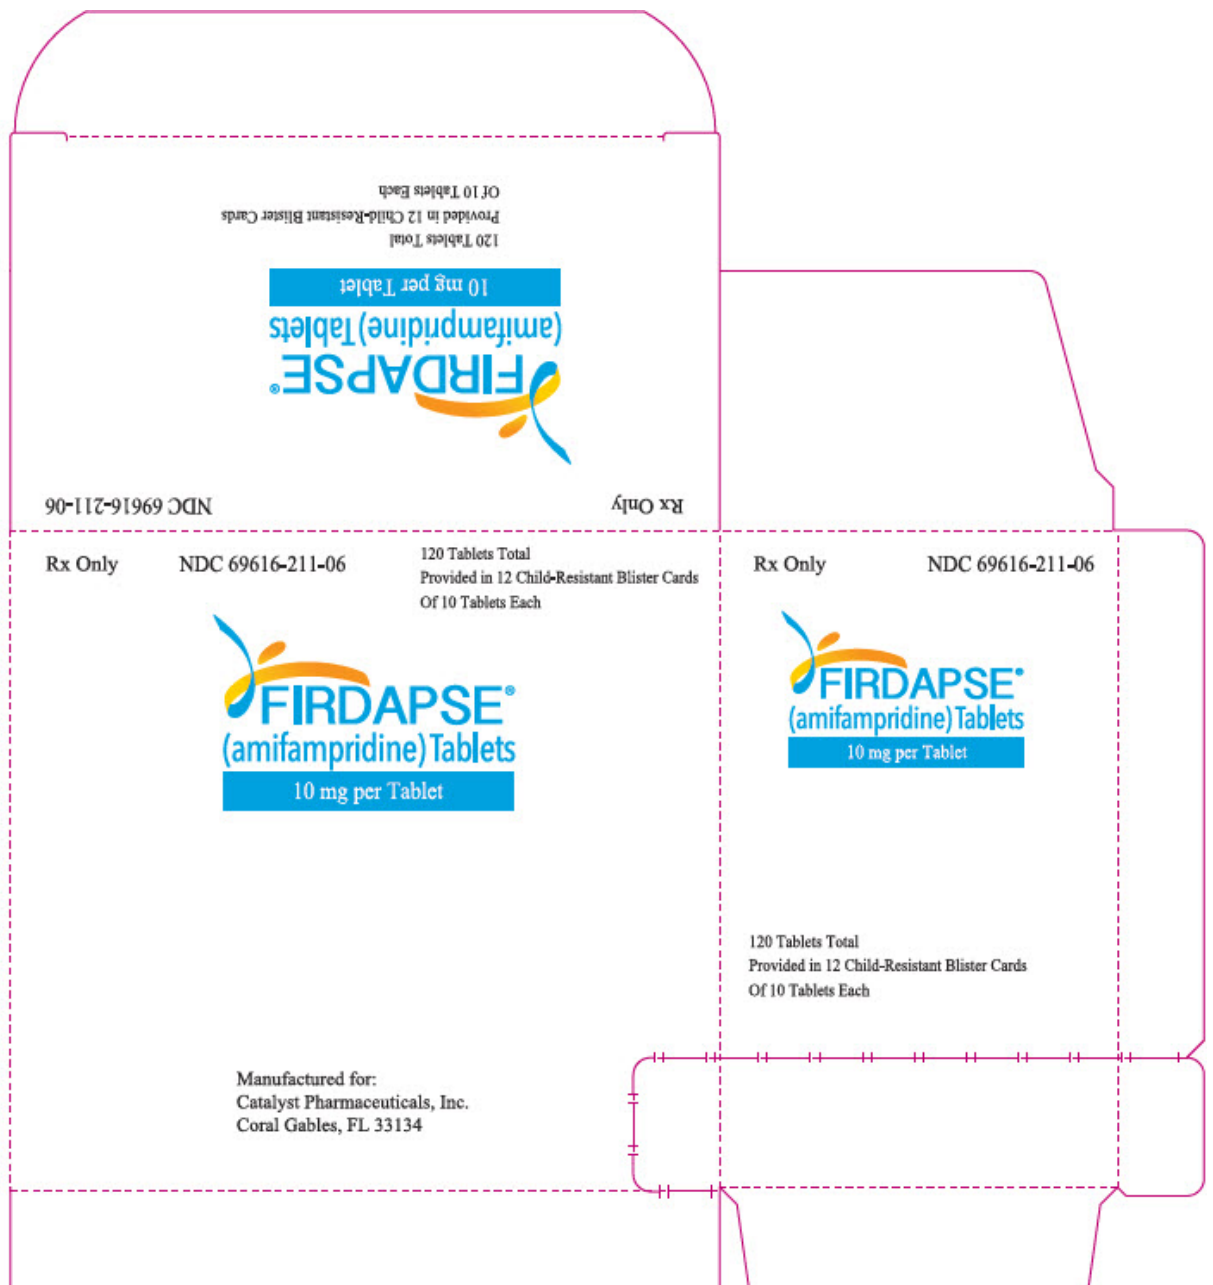 Of 10 Tablets Each
Provided in 12 Child-Resistant Blister Cards
120 Tablets Total
10 mg per Tablet
(amifampridine) Tablets
FIRDAPSE®
NDC 69616-211-06
Rx Only
Rx Only
NDC 69616-211-06
120 Tablets Total
Provided in 12 Child-Resistant Blister Cards
Of 10 Tablets Each
FIRDAPSE®
(amifampridine) Tablets
10 mg per Tablet
Manufactured for:
Catalyst Pharmaceuticals, Inc.
Coral Gables, FL 33134
Rx Only
NDC 69616-211-06
FIRDAPSE®
(amifampridine) Tablets
10 mg per Tablet
120 Tablets Total
Provided in 12 Child-Resistant Blister Cards
Of 10 Tablets Each